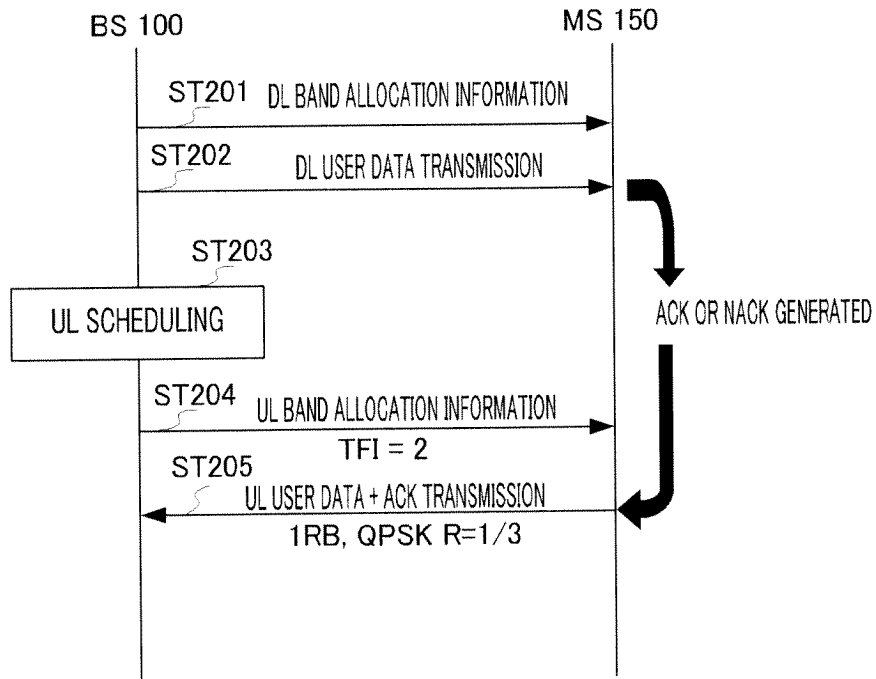 BS 100
MS 150
ST201
DL BAND ALLOCATION INFORMATION
ST202
DL USER DATA TRANSMISSION
ST203
UL SCHEDULING
ACK OR NACK GENERATED
ST204
UL BAND ALLOCATION INFORMATION
TFI = 2
ST205
UL USER DATA + ACK TRANSMISSION
1RB, QPSK R=1/3